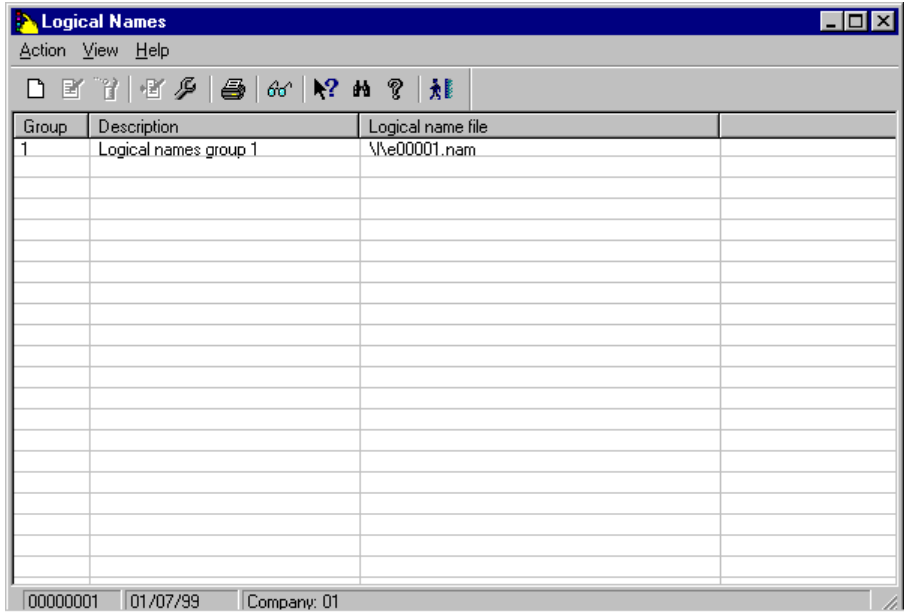 Logical Names
Action View Help
Group Description Logical name file
1 Logical names group 1 \l\e00001.nam
00000001 01/07/99 Company: 01